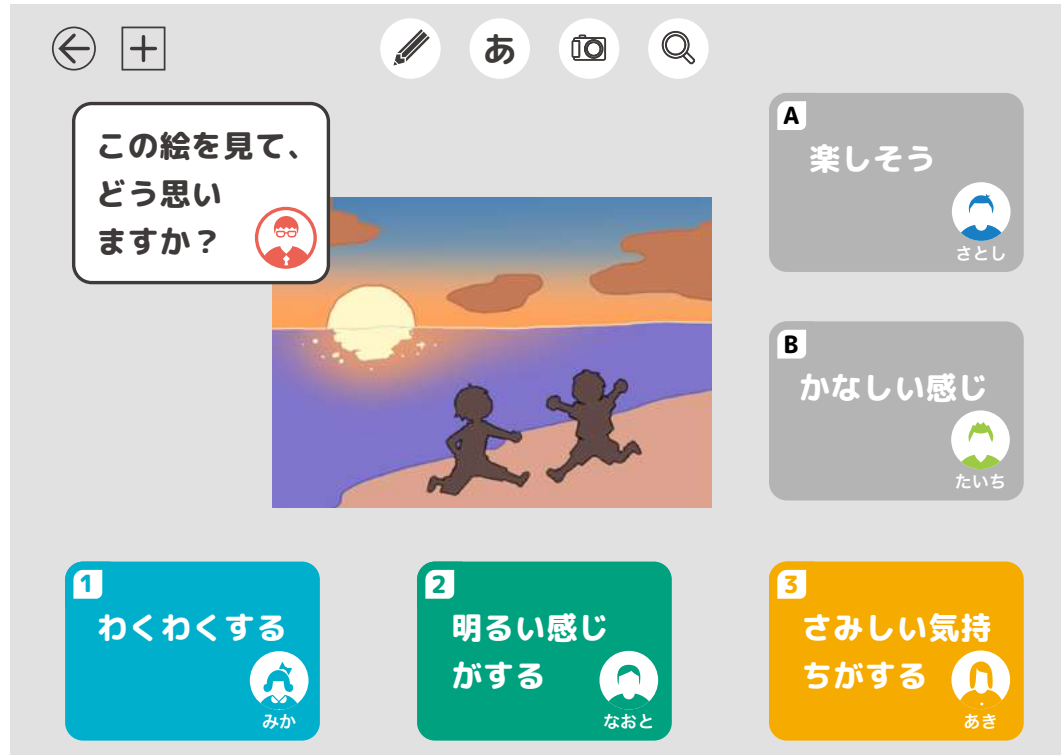 あ
この絵を見て、
どう思い
ますか？
A
楽しそう
さとし
B
かなしい感じ
たいち
1
わくわくする
みか
2
明るい感じ
がする
なおと
3
さみしい気持
ちがする
あき